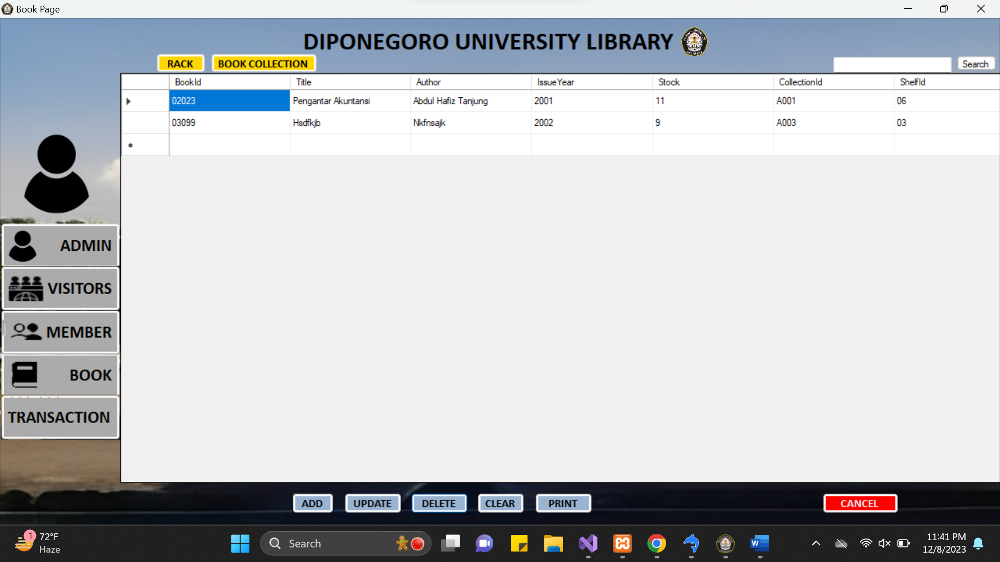 Book Page
DIPONEGORO UNIVERSITY LIBRARY
RACK BOOK COLLECTION Search
BookId Title Author IssueYear Stock CollectionId ShelfId
02023 Pengantar Akuntansi Abdul Hafiz Tanjung 2001 11 A001 06
03099 Hsdfkjb Nkfnsajk 2002 9 A003 03
ADMIN
VISITORS
MEMBER
BOOK
TRANSACTION
ADD UPDATE DELETE CLEAR PRINT CANCEL
1 72°F
Haze
Search
W
11:41 PM
12/8/2023